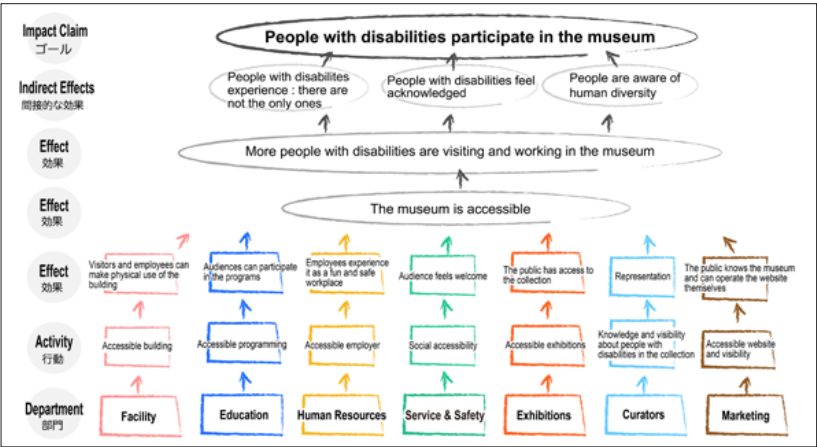 Impact Claim
ゴール
People with disabilities participate in the museum
Indirect Effects
間接的な効果
People with disabilites
experience : there are
not the only ones
People with disabilities feel
acknowledged
People are aware of
human diversity
Effect
効果
More people with disabilities are visiting and working in the museum
Effect
効果
The museum is accessible
Effect
効果
Visitors and employees can
make physical use of the
building
Audiences can participate
in the programs
Employees experience
it as a fun and safe
workplace
Audience feels welcome
The public has access to
the collection
Representation
The public knows the museum
and can operate the website
themselves
Activity
行動
Accessible building
Accessible programming
Accessible employer
Social accessibility
Accessible exhibitions
Knowledge and visibility
about people with
disabilities in the collection
Accessible website
and visibility
Department
部門
Facility
Education
Human Resources
Service & Safety
Exhibitions
Curators
Marketing